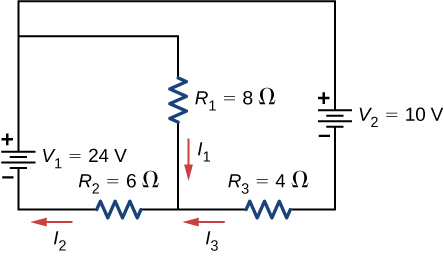 R₁ = 8 Ω
+
V₂ = 10 V
−
+
V₁ = 24 V
−
I₁
R₂ = 6 Ω
R₃ = 4 Ω
I₂
I₃